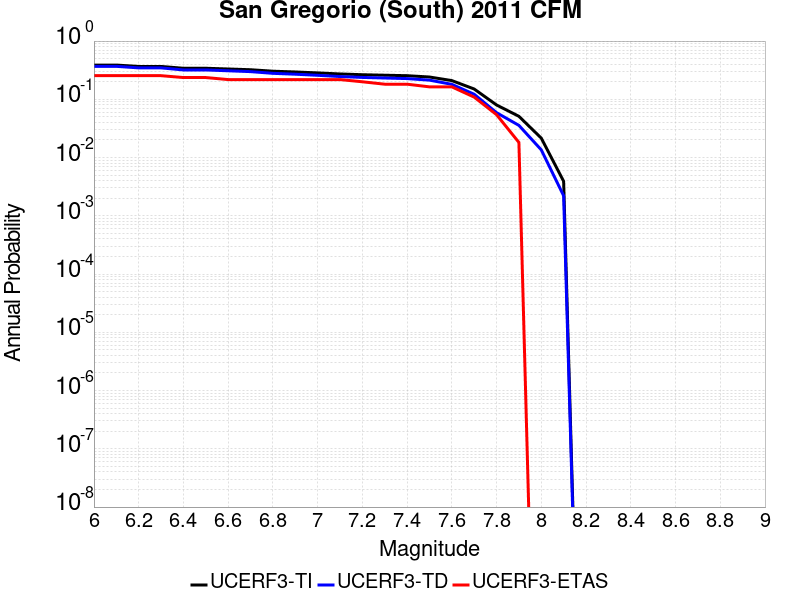 San Gregorio (South) 2011 CFM
10^0
10^-1
10^-2
10^-3
10^-4
10^-5
10^-6
10^-7
10^-8
Annual Probability
6 6.2 6.4 6.6 6.8 7 7.2 7.4 7.6 7.8 8 8.2 8.4 8.6 8.8 9
Magnitude
UCERF3-TI UCERF3-TD UCERF3-ETAS